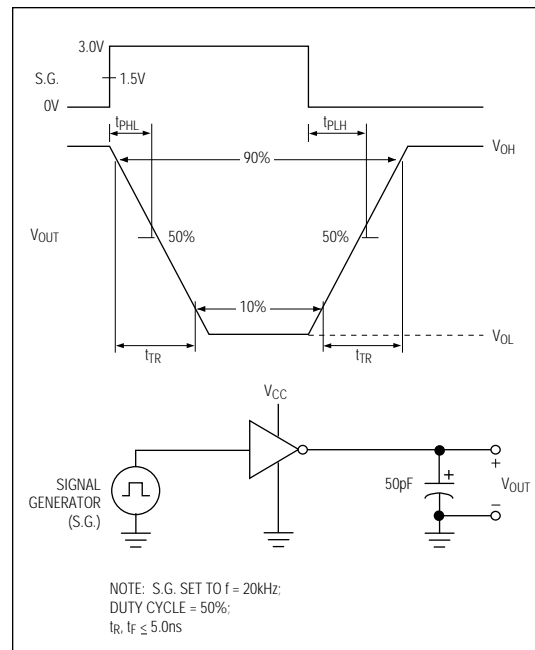 3.0V
S.G.
1.5V
0V
tPHL
tPLH
VOH
90%
VOUT
50%
50%
10%
VOL
tTR
tTR
VCC
SIGNAL
GENERATOR
(S.G.)
50pF
+
+
VOUT
−
NOTE: S.G. SET TO f = 20kHz;
DUTY CYCLE = 50%;
tR, tF ≤ 5.0ns